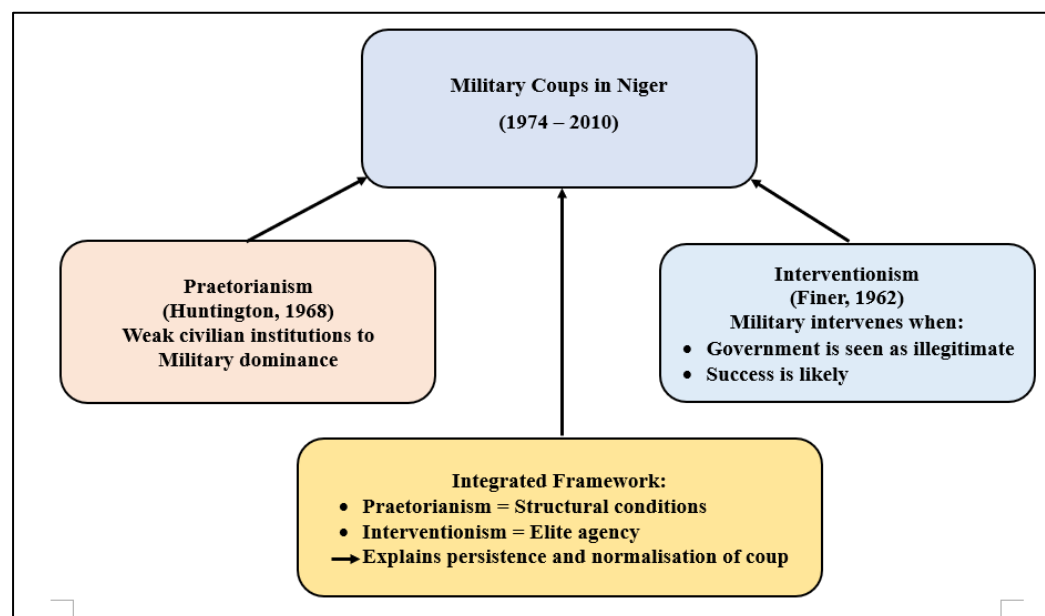 Military Coups in Niger
(1974 – 2010)
Praetorianism
(Huntington, 1968)
Weak civilian institutions to
Military dominance
Interventionism
(Finer, 1962)
Military intervenes when:
• Government is seen as illegitimate
• Success is likely
Integrated Framework:
• Praetorianism = Structural conditions
• Interventionism = Elite agency
→ Explains persistence and normalisation of coup